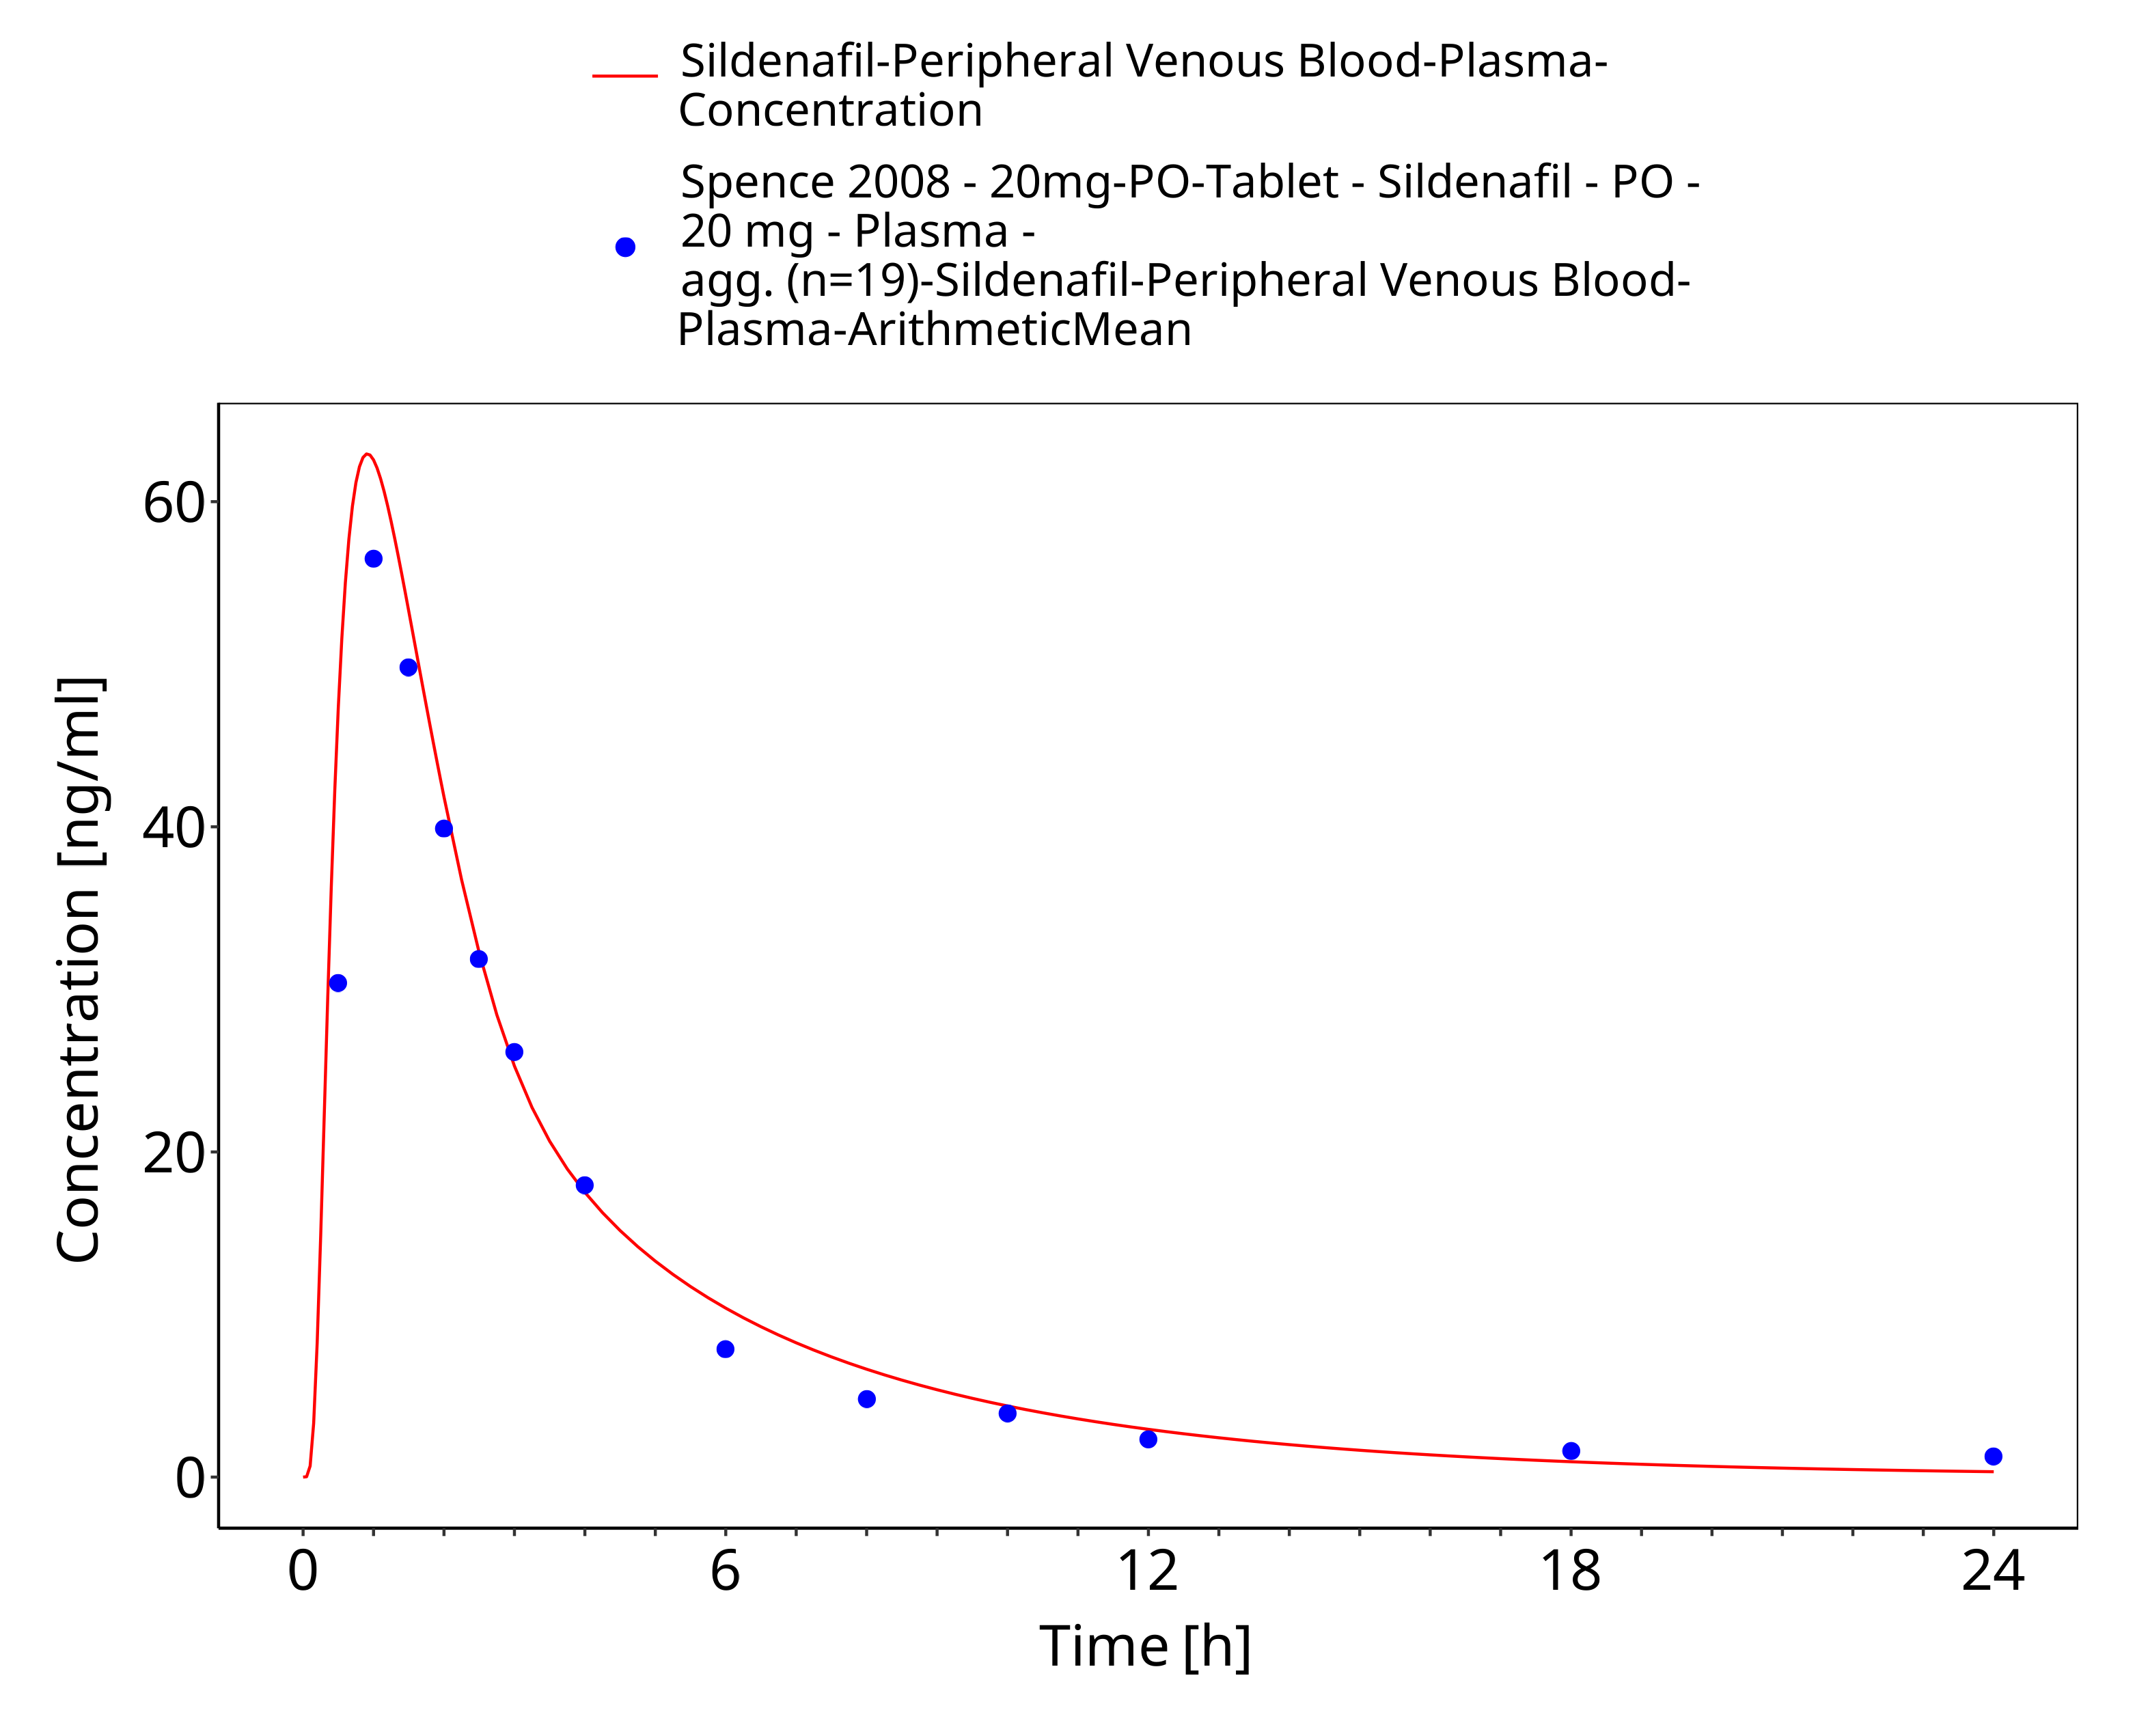 Sildenafil-Peripheral Venous Blood-Plasma-
Concentration
Spence 2008 - 20mg-PO-Tablet - Sildenafil - PO -
20 mg - Plasma -
agg. (n=19)-Sildenafil-Peripheral Venous Blood-
Plasma-ArithmeticMean
Concentration [ng/ml]
60
40
20
0
0 6 12 18 24
Time [h]